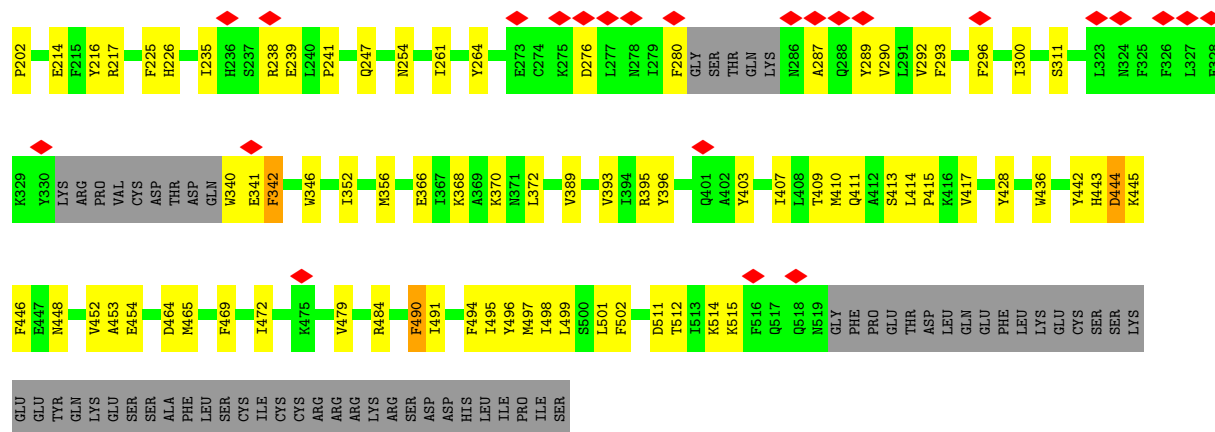 P202 E214 F215 Y216 R217 F225 H226 I235 H236 S237 R238 E239 L240 P241 Q247 N254 I261 Y264 E273 C274 K275 D276 L277 N278 I279 F280 GLY SER THR GLN LYS N286 A287 Q288 Y289 V290 L291 V292 F293 F296 I300 S311 L323 N324 F325 F326 L327
K329 Y330 LYS ARG PRO VAL CYS ASP THR ASP GLN W340 E341 F342 W346 I352 M356 E366 I367 K368 A369 K370 N371 L372 V389 V393 I394 R395 Y396 Q401 A402 Y403 I407 L408 T409 M410 Q411 A412 S413 L414 P415 K416 V417 Y428 W436 Y442 H443 D444 K445
F446 E447 N448 V452 A453 E454 D464 M465 F469 I472 K475 V479 R484 F490 I491 F494 I495 Y496 M497 I498 L499 S500 L501 F502 D511 T512 I513 K514 K515 F516 Q517 Q518 N519 GLY PHE PRO GLU THR ASP LEU GLN GLU PHE LEU LYS GLU CYS SER SER LYS
GLU GLU TYR GLN LYS GLU SER SER ALA PHE LEU SER CYS ILE CYS CYS ARG ARG ARG LYS ARG SER ASP ASP HIS LEU ILE PRO ILE SER